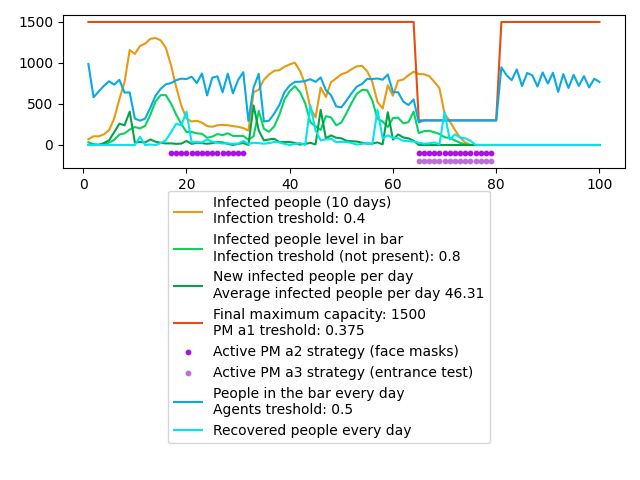 1500
1000
500
0
0
20
40
60
80
100
Infected people (10 days)
Infection treshold: 0.4
Infected people level in bar
Infection treshold (not present): 0.8
New infected people per day
Average infected people per day 46.31
Final maximum capacity: 1500
PM a1 treshold: 0.375
Active PM a2 strategy (face masks)
Active PM a3 strategy (entrance test)
People in the bar every day
Agents treshold: 0.5
Recovered people every day